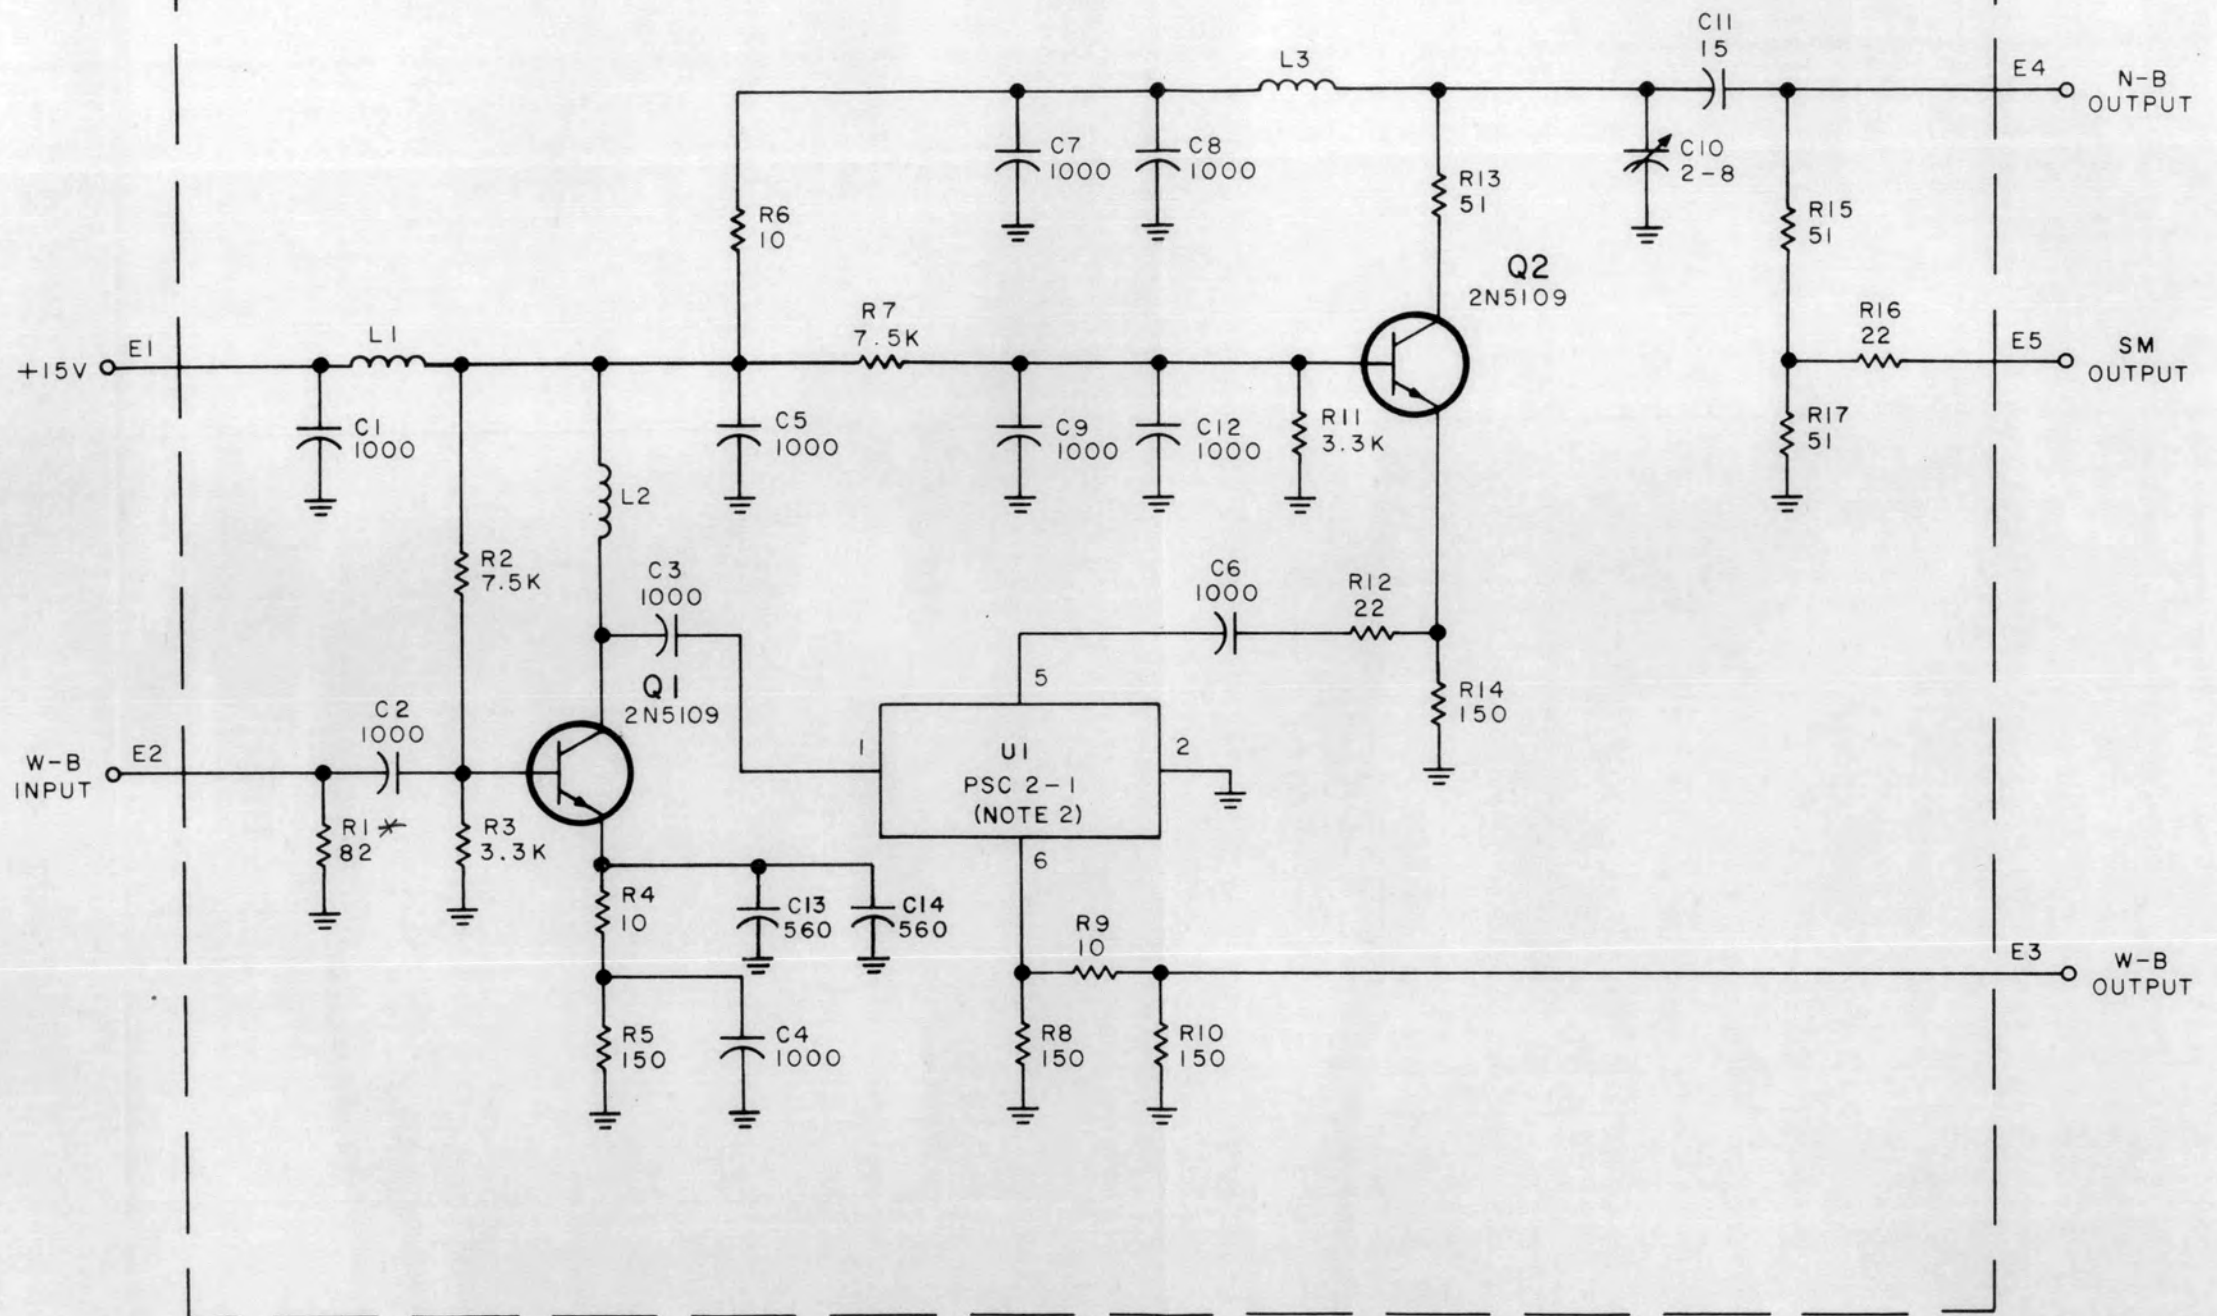 C11
15
L3
E4
N-B
OUTPUT
C7
1000
C8
1000
C10
2-8
R13
51
R6
10
R15
51
Q2
2N5109
R7
7.5K
R16
22
E1
+15V
L1
E5
SM
OUTPUT
C1
1000
C5
1000
C9
1000
C12
1000
R11
3.3K
R17
51
L2
R2
7.5K
C3
1000
C6
1000
R12
22
Q1
2N5109
5
R14
150
C2
1000
E2
W-B
INPUT
1
U1
PSC 2-1
(NOTE 2)
2
R1*
82
R3
3.3K
6
R4
10
C13
560
C14
560
R9
10
E3
W-B
OUTPUT
R5
150
C4
1000
R8
150
R10
150